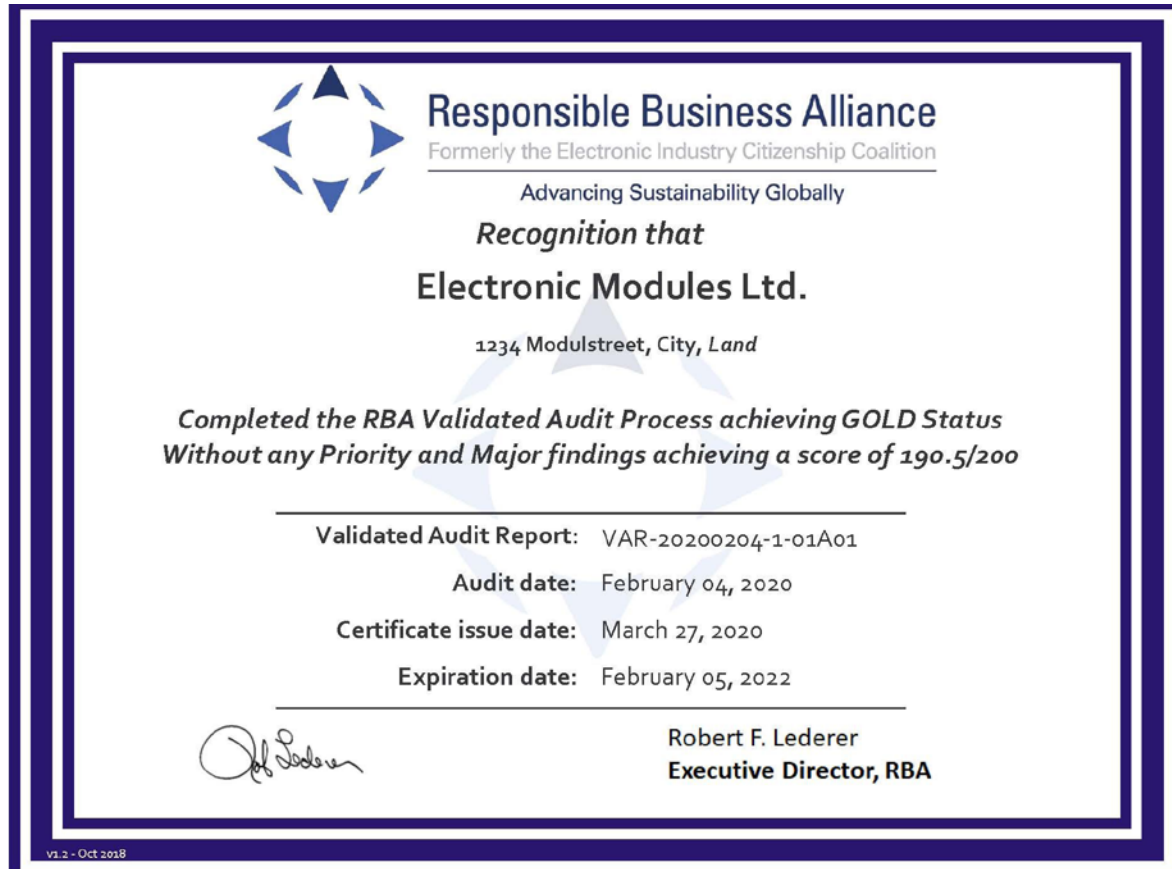 Responsible Business Alliance
Formerly the Electronic Industry Citizenship Coalition
Advancing Sustainability Globally
Recognition that
Electronic Modules Ltd.
1234 Modulstreet, City, Land
Completed the RBA Validated Audit Process achieving GOLD Status
Without any Priority and Major findings achieving a score of 190.5/200
Validated Audit Report: VAR-20200204-1-01A01
Audit date: February 04, 2020
Certificate issue date: March 27, 2020
Expiration date: February 05, 2022
Rob Lederer
Robert F. Lederer
Executive Director, RBA
v1.2 - Oct 2018